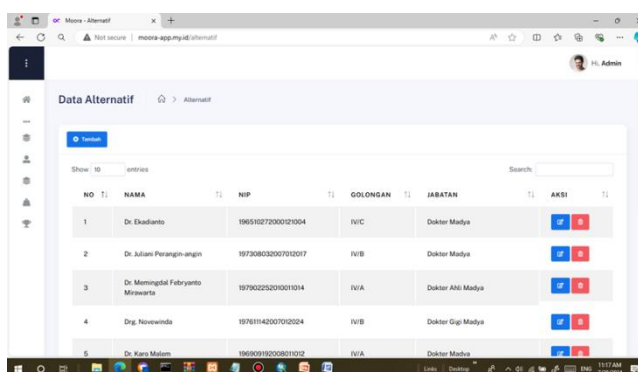 Moora - Alternatif
Not secure | moora-app.my.id/alternatif
Hi, Admin
Data Alternatif
Alternatif
Tambah
Show 10 entries
Search:
NO NAMA NIP GOLONGAN JABATAN AKSI
1 Dr. Ekadianto 196510272000121004 IV/C Dokter Madya
2 Dr. Juliani Perangin-angin 197308032007012017 IV/B Dokter Madya
3 Dr. Memingdal Febryanto Mirawarta 197902252010011014 IV/A Dokter Ahli Madya
4 Drg. Novewinda 197611142007012024 IV/B Dokter Gigi Madya
5 Dr. Karo Malem 196909192008011012 IV/A Dokter Madya
Links Desktop ENG 11:17 AM